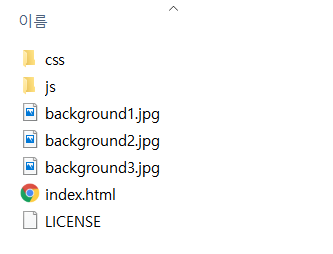 이름
css
js
background1.jpg
background2.jpg
background3.jpg
index.html
LICENSE